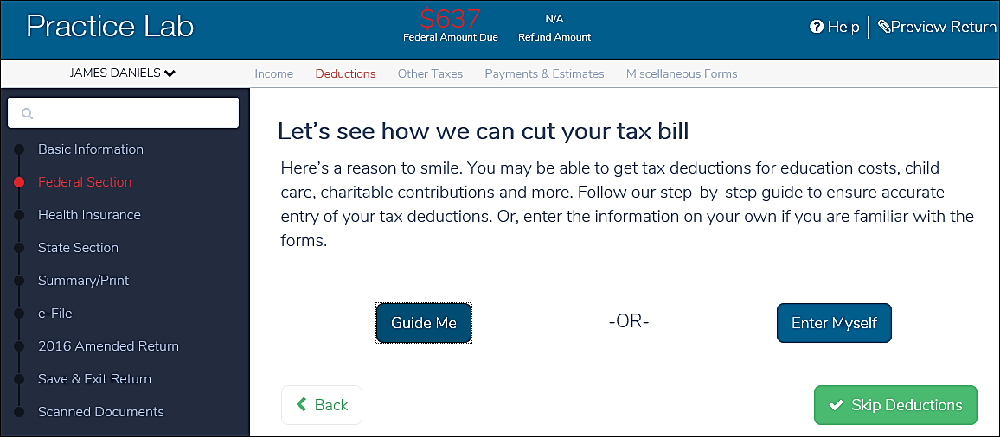 Practice Lab
$637
Federal Amount Due
N/A
Refund Amount
Help
Preview Return
JAMES DANIELS
Income
Deductions
Other Taxes
Payments & Estimates
Miscellaneous Forms
Basic Information
Federal Section
Health Insurance
State Section
Summary/Print
e-File
2016 Amended Return
Save & Exit Return
Scanned Documents
Let's see how we can cut your tax bill
Here's a reason to smile. You may be able to get tax deductions for education costs, child
care, charitable contributions and more. Follow our step-by-step guide to ensure accurate
entry of your tax deductions. Or, enter the information on your own if you are familiar with the
forms.
Guide Me
-OR-
Enter Myself
Back
Skip Deductions